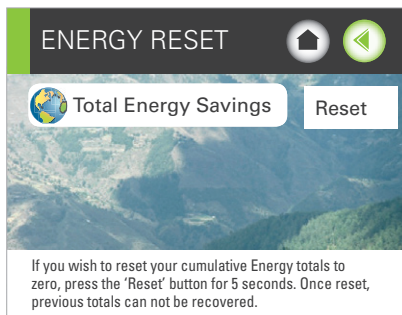 ENERGY RESET
Total Energy Savings
Reset
If you wish to reset your cumulative Energy totals to
zero, press the ‘Reset’ button for 5 seconds. Once reset,
previous totals can not be recovered.